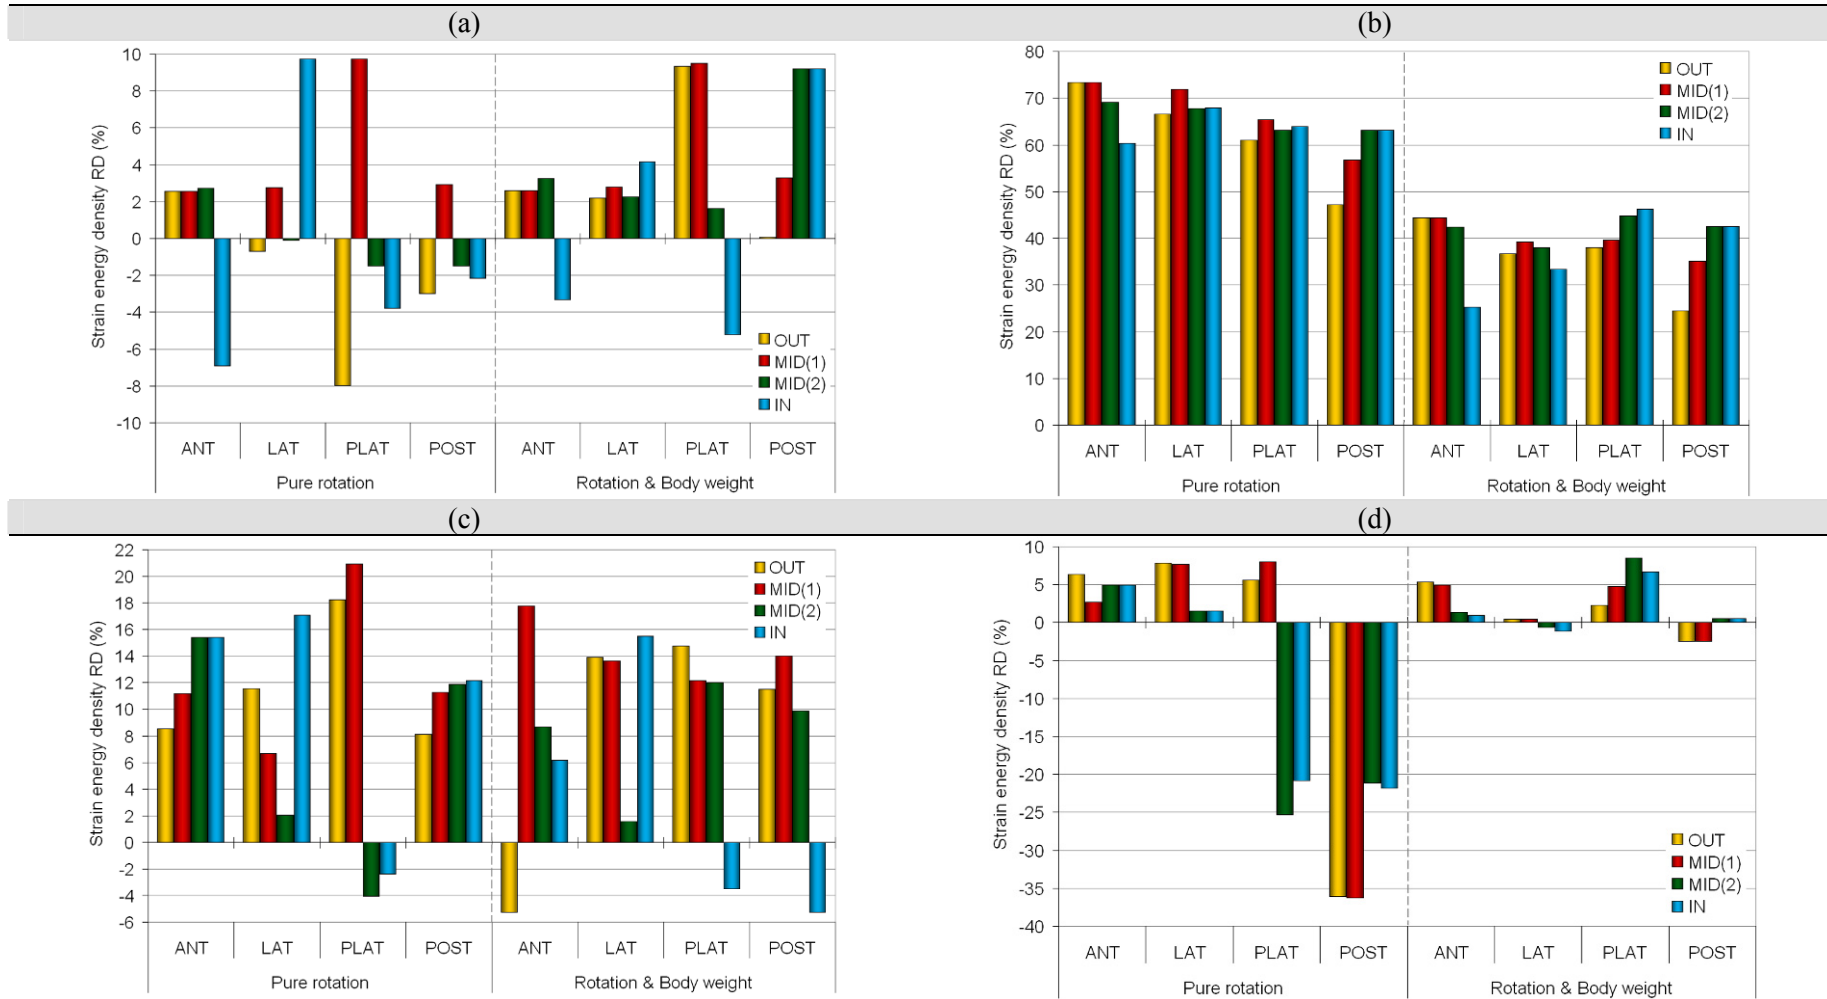 (a)
(b)
Strain energy density RD (%)
10
8
6
4
2
0
-2
-4
-6
-8
-10
OUT
MID(1)
MID(2)
IN
ANT LAT PLAT POST ANT LAT PLAT POST
Pure rotation Rotation & Body weight
Strain energy density RD (%)
80
70
60
50
40
30
20
10
0
OUT
MID(1)
MID(2)
IN
ANT LAT PLAT POST ANT LAT PLAT POST
Pure rotation Rotation & Body weight
(c)
(d)
Strain energy density RD (%)
22
20
18
16
14
12
10
8
6
4
2
0
-2
-4
-6
OUT
MID(1)
MID(2)
IN
ANT LAT PLAT POST ANT LAT PLAT POST
Pure rotation Rotation & Body weight
Strain energy density RD (%)
10
5
0
-5
-10
-15
-20
-25
-30
-35
-40
OUT
MID(1)
MID(2)
IN
ANT LAT PLAT POST ANT LAT PLAT POST
Pure rotation Rotation & Body weight